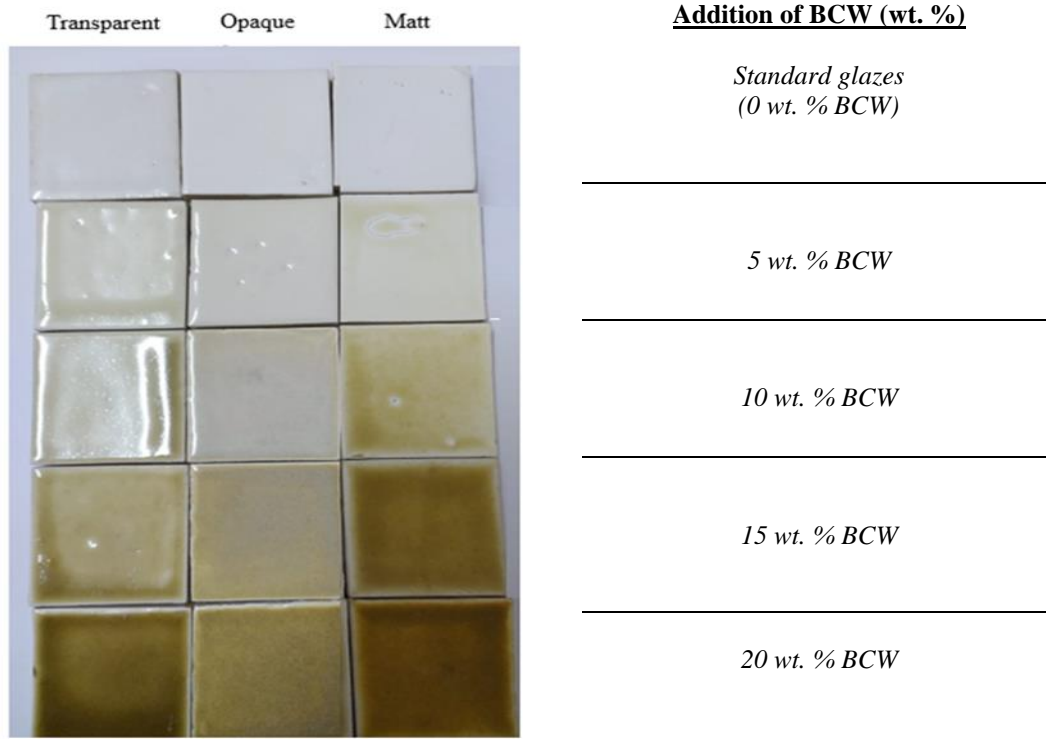 Transparent Opaque Matt
Addition of BCW (wt. %)
Standard glazes
(0 wt. % BCW)
5 wt. % BCW
10 wt. % BCW
15 wt. % BCW
20 wt. % BCW